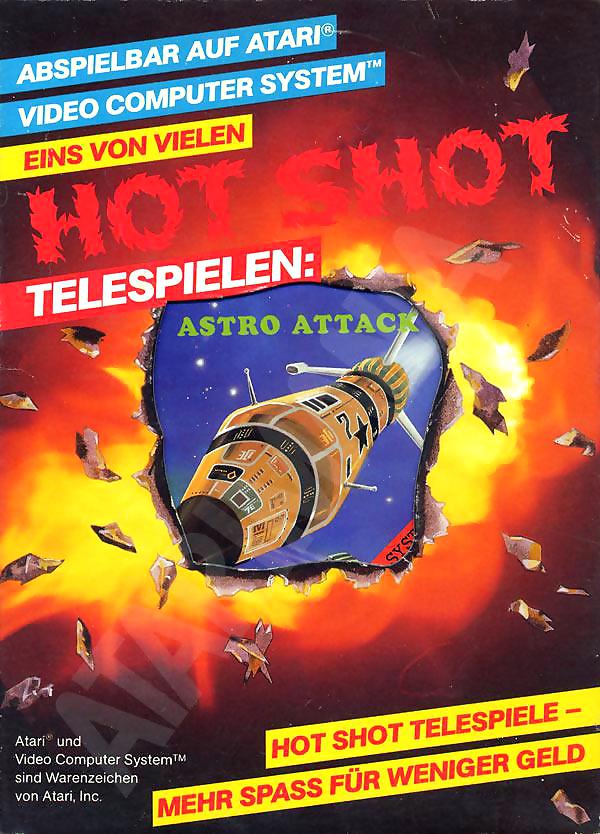 ABSPIELBAR AUF ATARI®
VIDEO COMPUTER SYSTEM™
EINS VON VIELEN
HOT SHOT
TELESPIELEN:
ASTRO ATTACK
SYST
HOT SHOT TELESPIELE –
MEHR SPASS FÜR WENIGER GELD
Atari® und
Video Computer System™
sind Warenzeichen
von Atari, Inc.